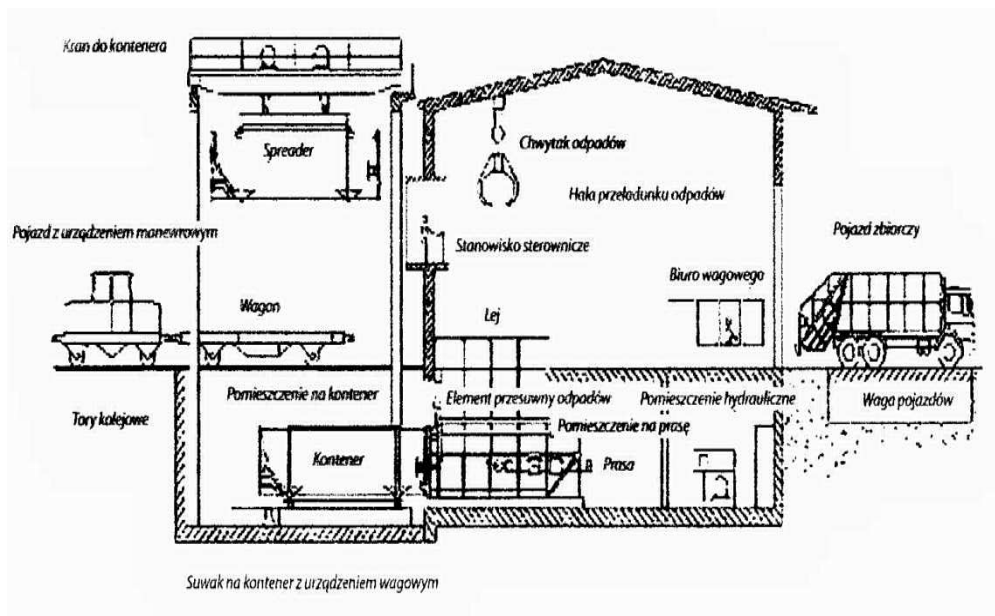 Ksan do kontenera
Spreader
Chwytak odpadów
Hala przeładunku odpadów
Pojazd z urządzeniem manewrowym
Stanowisko sterownicze
Pojazd zbiorczy
Biuro wagowego
Wagon
Lej
Pomieszczenie na kontener
Element przesuwny odpadów
Pomieszczenie hydrauliczne
Waga pojazdów
Tory kolejowe
Pomieszczenie na prasę
Kontener
Prasa
Suwak na kontener z urządzeniem wagowym